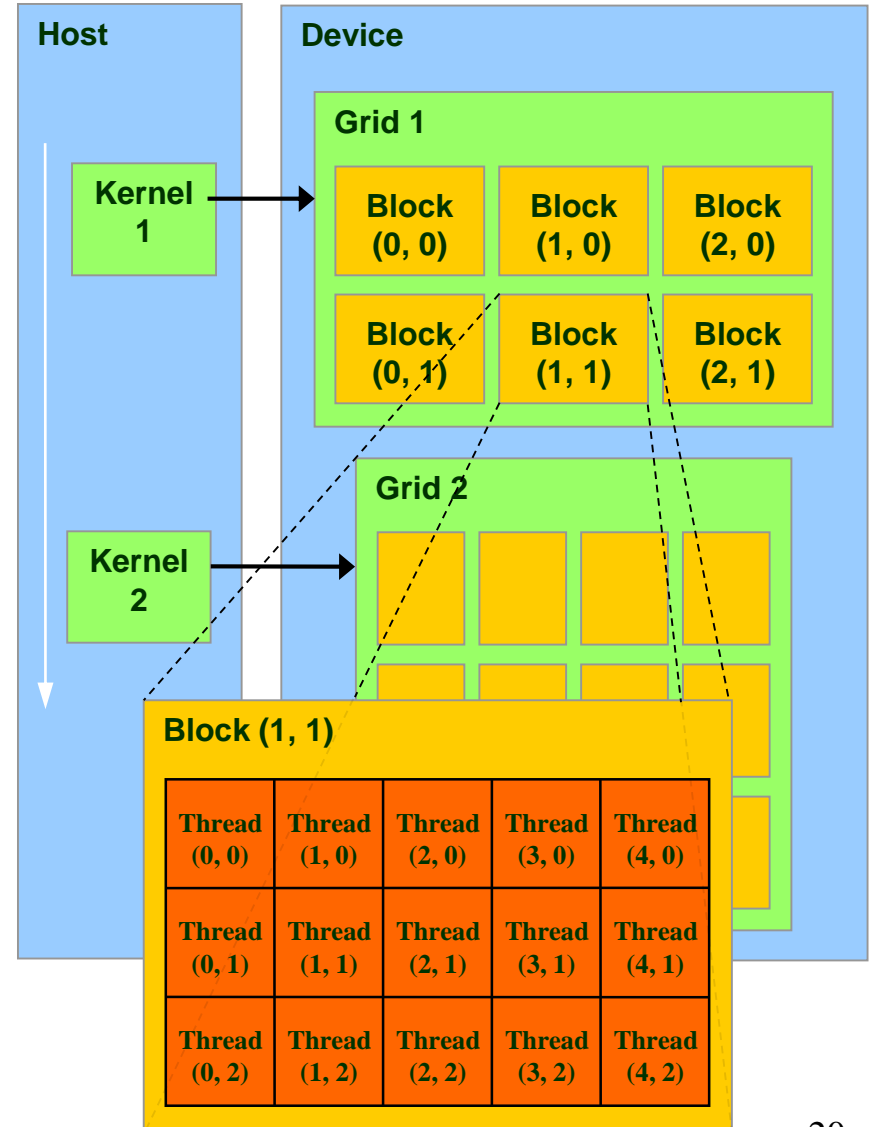 Host
Device
Grid 1
Kernel
1
Block
(0, 0)
Block
(1, 0)
Block
(2, 0)
Block
(0, 1)
Block
(1, 1)
Block
(2, 1)
Grid 2
Kernel
2
Block (1, 1)
Thread
(0, 0)
Thread
(1, 0)
Thread
(2, 0)
Thread
(3, 0)
Thread
(4, 0)
Thread
(0, 1)
Thread
(1, 1)
Thread
(2, 1)
Thread
(3, 1)
Thread
(4, 1)
Thread
(0, 2)
Thread
(1, 2)
Thread
(2, 2)
Thread
(3, 2)
Thread
(4, 2)